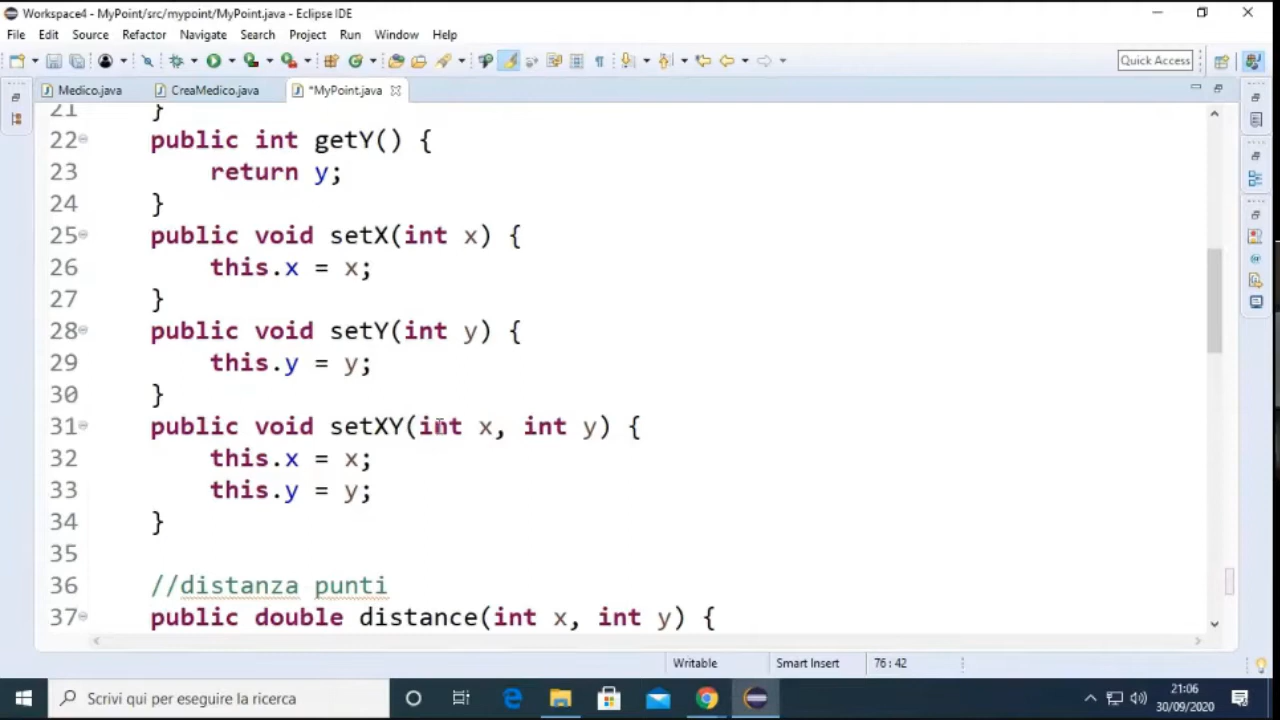 Workspace4 - MyPoint/src/mypoint/MyPoint.java - Eclipse IDE
File Edit Source Refactor Navigate Search Project Run Window Help
Quick Access
Medico.java CreaMedico.java *MyPoint.java
21 }
22 public int getY() {
23 return y;
24 }
25 public void setX(int x) {
26 this.x = x;
27 }
28 public void setY(int y) {
29 this.y = y;
30 }
31 public void setXY(int x, int y) {
32 this.x = x;
33 this.y = y;
34 }
35
36 //distanza punti
37 public double distance(int x, int y) {
Writable Smart Insert 76 : 42
Scrivi qui per eseguire la ricerca
21:06
30/09/2020